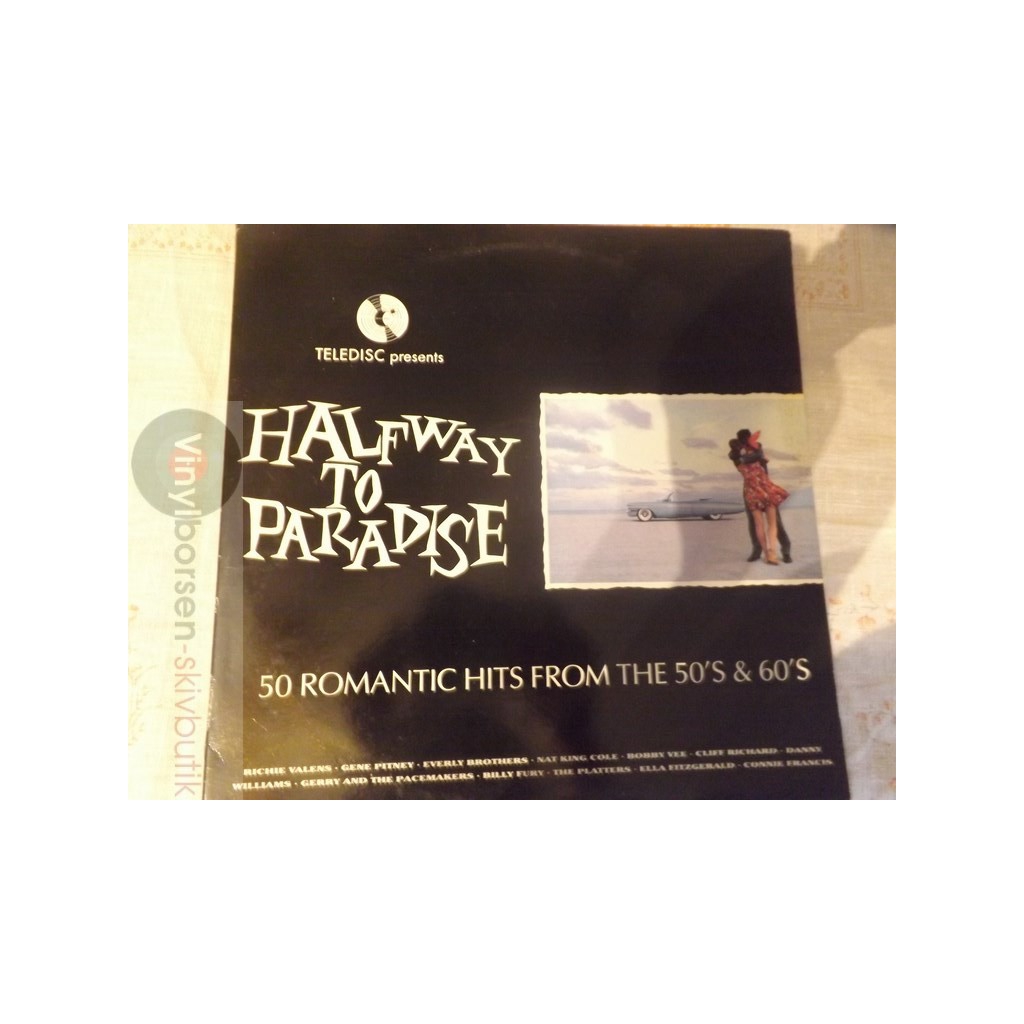 TELEDISC presents
HALFWAY
TO
PARADISE
50 ROMANTIC HITS FROM THE 50'S & 60'S
RICHIE VALENS · GENE PITNEY · EVERLY BROTHERS · NAT KING COLE · BOBBY VEE · CLIFF RICHARD · DANNY
WILLIAMS · GERRY AND THE PACEMAKERS · BILLY FURY · THE PLATTERS · ELLA FITZGERALD · CONNIE FRANCIS
Vinylborsen-skivbutik